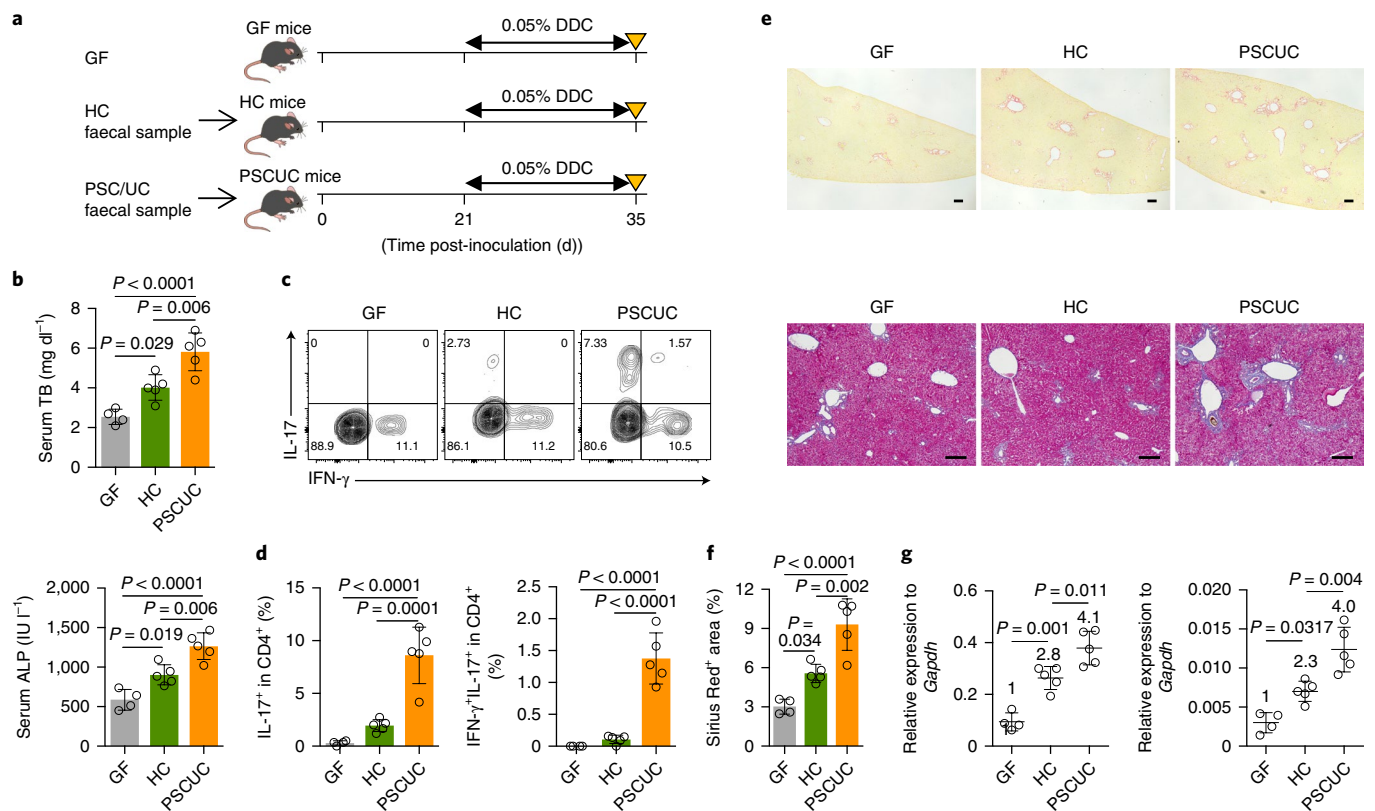 a
GF mice
0.05% DDC
GF
HC mice
0.05% DDC
HC
faecal sample
PSCUC mice
0.05% DDC
PSC/UC
faecal sample
0 21 35
(Time post-inoculation (d))
b
P < 0.0001
P = 0.006
P = 0.029
Serum TB (mg dl⁻¹)
8
6
4
2
0
GF HC PSCUC
P < 0.0001
P = 0.006
P = 0.019
Serum ALP (IU l⁻¹)
2,000
1,500
1,000
500
0
GF HC PSCUC
c
GF HC PSCUC
0 0 2.73 7.33 1.57
88.9 11.1 86.1 11.2 80.6 10.5
IL-17
IFN-γ
d
P < 0.0001
P = 0.0001
IL-17⁺ in CD4⁺ (%)
15
10
5
0
GF HC PSCUC
P < 0.0001
P < 0.0001
IFN-γ⁺IL-17⁺ in CD4⁺
(%)
2.5
2.0
1.5
1.0
0.5
0
GF HC PSCUC
e
GF HC PSCUC
GF HC PSCUC
f
P < 0.0001
P = 0.002
P =
0.034
Sirius Red⁺ area (%)
12
9
6
3
0
GF HC PSCUC
g
P = 0.011
P = 0.001
4.1
2.8
1
Relative expression to
Gapdh
0.6
0.4
0.2
0
GF HC PSCUC
P = 0.004
P = 0.0317
4.0
2.3
1
Relative expression to
Gapdh
0.020
0.015
0.010
0.005
0
GF HC PSCUC